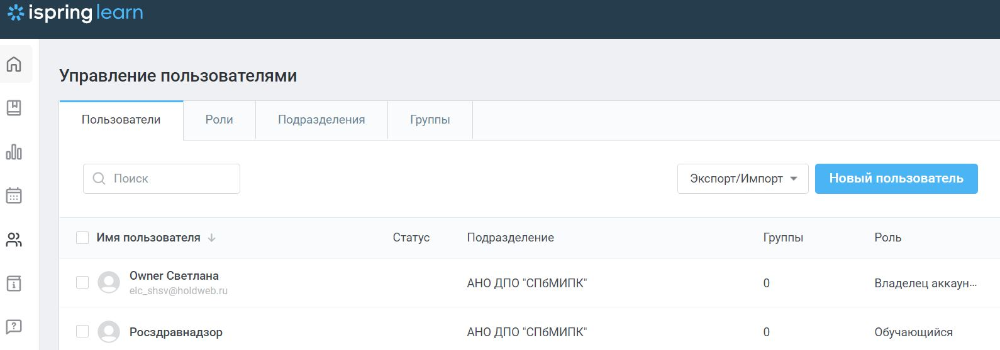 ispring learn
Управление пользователями
Пользователи Роли Подразделения Группы
Поиск Экспорт/Импорт Новый пользователь
Имя пользователя Статус Подразделение Группы Роль
Owner Светлана АНО ДПО "СПбМИПК" 0 Владелец аккаун...
elc_shsv@holdweb.ru
Росздравнадзор АНО ДПО "СПбМИПК" 0 Обучающийся